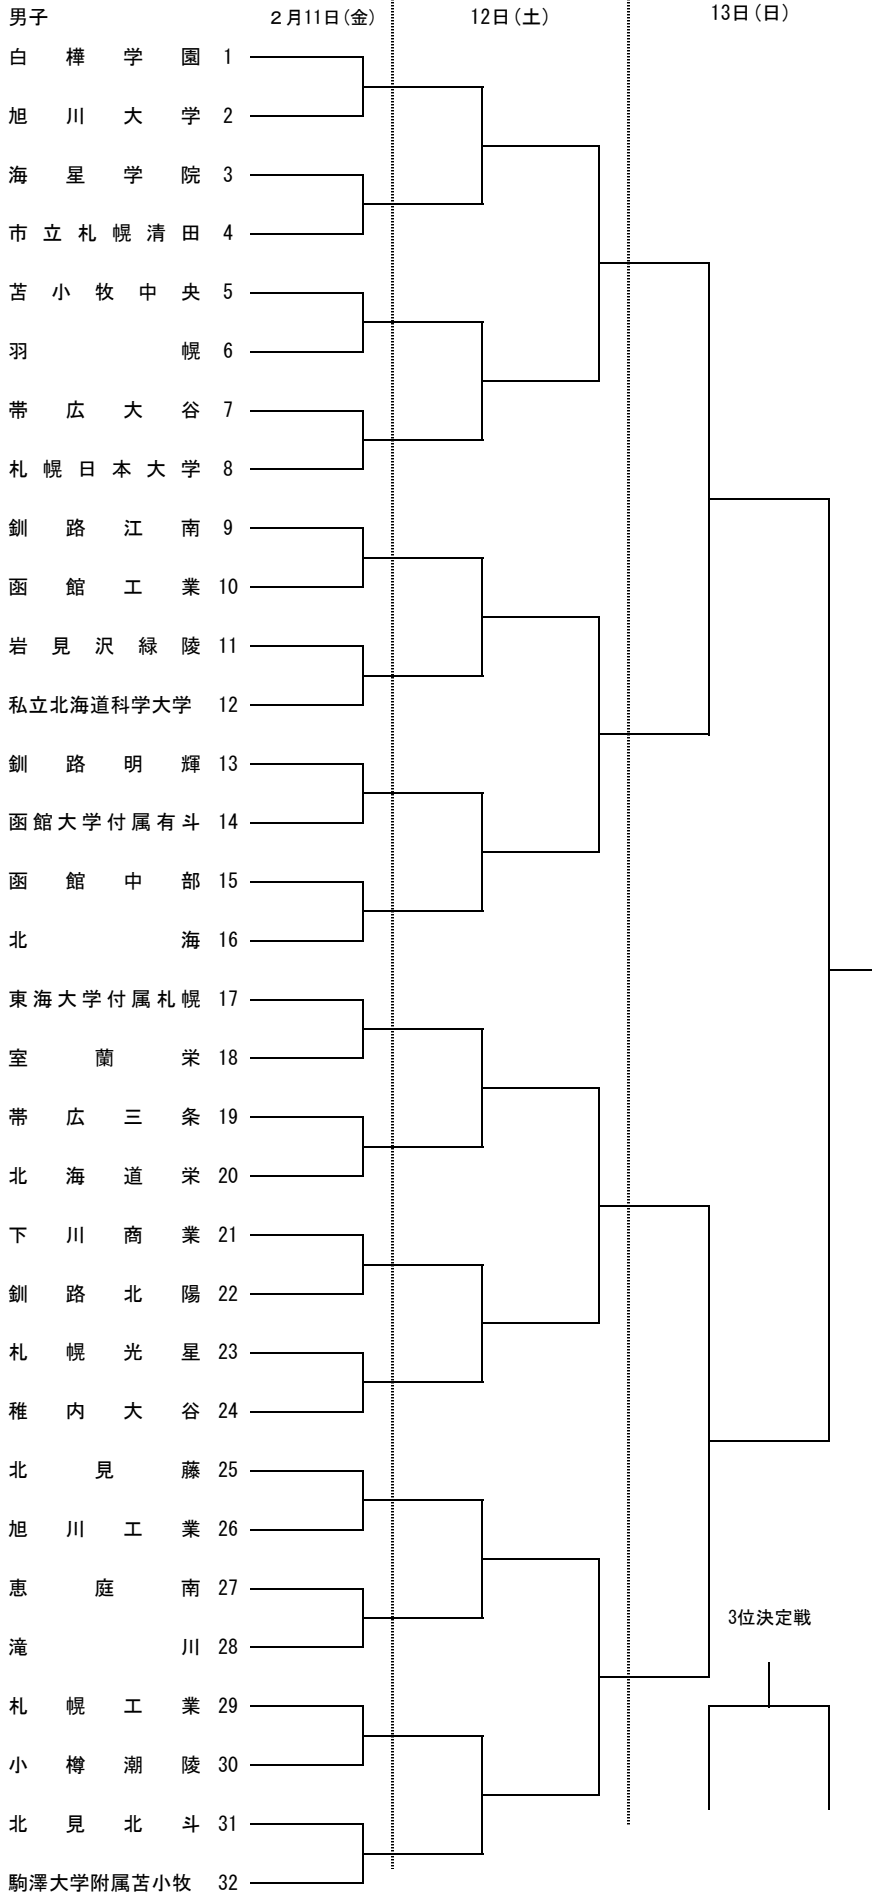 男子 2月11日(金) 12日(土) 13日(日)
白樺学園 1
旭川大学 2
海星学院 3
市立札幌清田 4
苫小牧中央 5
羽幌 6
帯広大谷 7
札幌日本大学 8
釧路江南 9
函館工業 10
岩見沢緑陵 11
私立北海道科学大学 12
釧路明輝 13
函館大学付属有斗 14
函館中部 15
北海 16
東海大学付属札幌 17
室蘭栄 18
帯広三条 19
北海道栄 20
下川商業 21
釧路北陽 22
札幌光星 23
稚内大谷 24
北見藤 25
旭川工業 26
恵庭南 27
3位決定戦
滝川 28
札幌工業 29
小樽潮陵 30
北見北斗 31
駒澤大学附属苫小牧 32